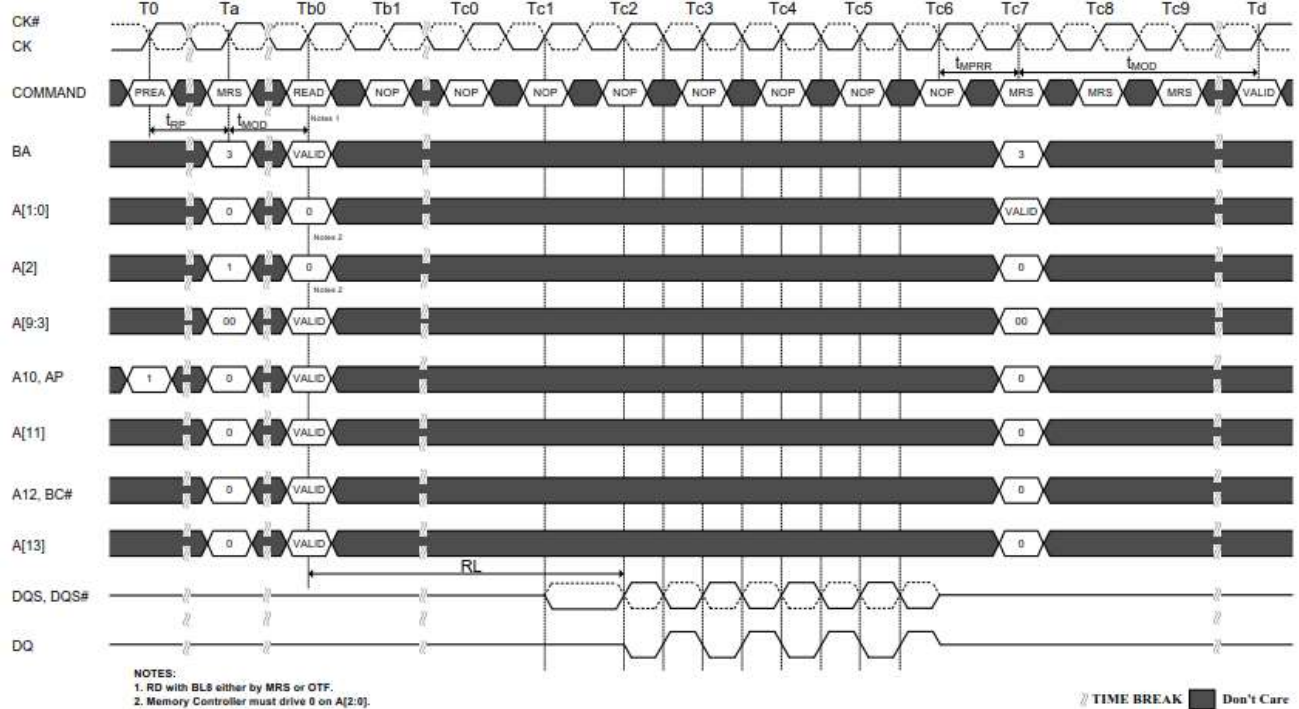 T0 Ta Tb0 Tb1 Tc0 Tc1 Tc2 Tc3 Tc4 Tc5 Tc6 Tc7 Tc8 Tc9 Td
CK#
CK
tMPRR tMOD
COMMAND PREA MRS READ NOP NOP NOP NOP NOP NOP NOP NOP MRS MRS MRS VALID
tRP tMOD Notes 1
BA 3 VALID 3
A[1:0] 0 0 VALID
Notes 2
A[2] 1 0 0
Notes 2
A[9:3] 00 VALID 00
A10, AP 1 0 VALID 0
A[11] 0 VALID 0
A12, BC# 0 VALID 0
A[13] 0 VALID 0
RL
DQS, DQS#
DQ
NOTES:
1. RD with BL8 either by MRS or OTF.
2. Memory Controller must drive 0 on A[2:0].
TIME BREAK Don't Care